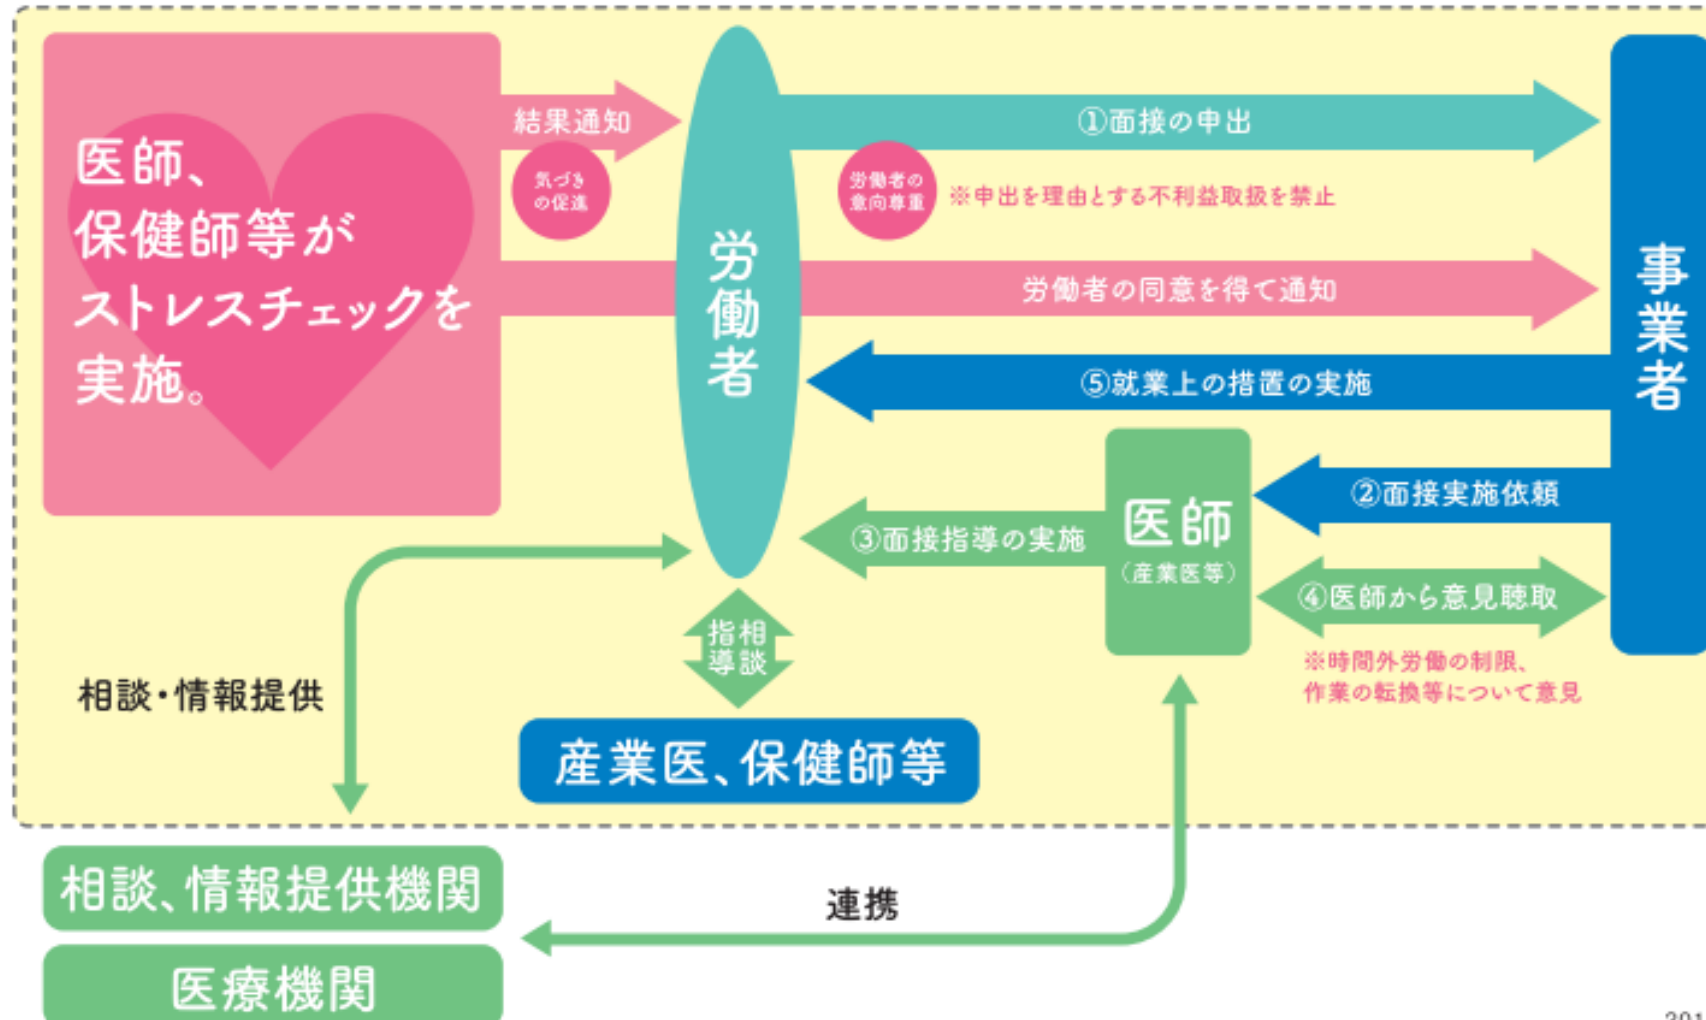 医師、
保健師等が
ストレスチェックを
実施。
結果通知
気づき
の促進
労働者
①面接の申出
労働者の
意向尊重
※申出を理由とする不利益取扱を禁止
労働者の同意を得て通知
⑤就業上の措置の実施
事業者
②面接実施依頼
③面接指導の実施
医師
（産業医等）
④医師から意見聴取
※時間外労働の制限、
作業の転換等について意見
相談
指導
相談・情報提供
産業医、保健師等
相談、情報提供機関
連携
医療機関
201